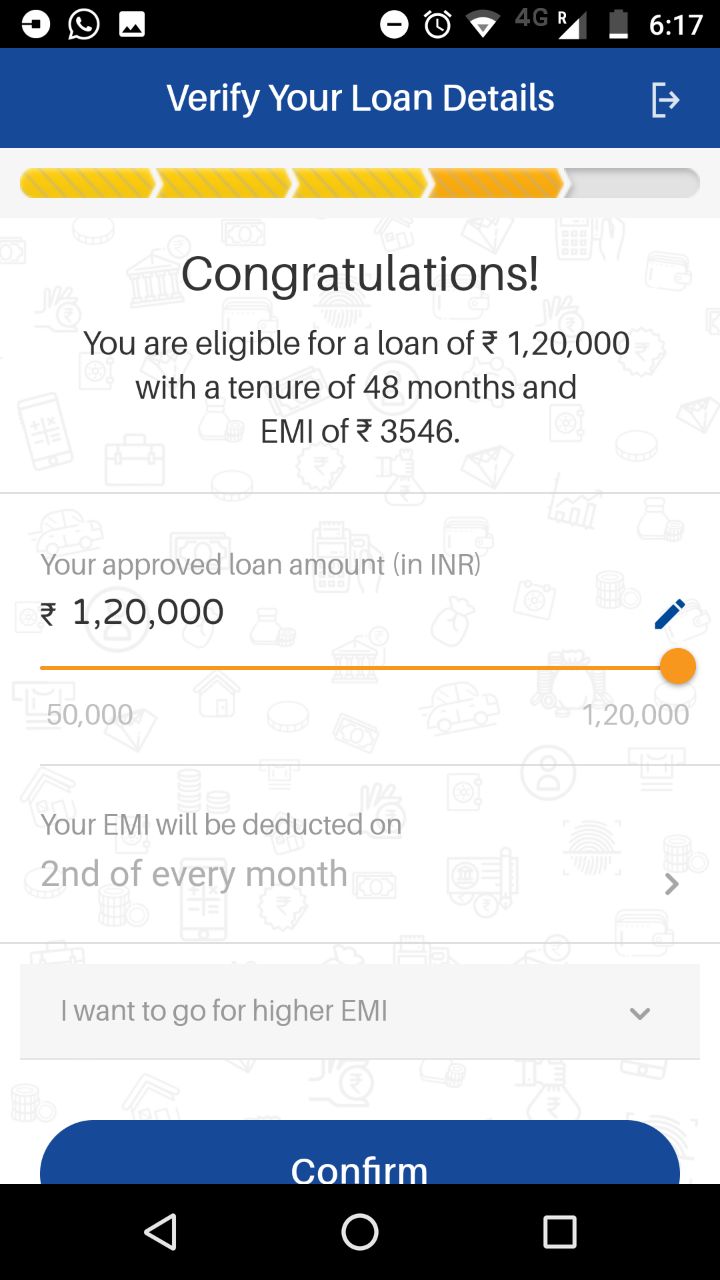 4G R 6:17
Verify Your Loan Details
Congratulations!
You are eligible for a loan of ₹ 1,20,000
with a tenure of 48 months and
EMI of ₹ 3546.
Your approved loan amount (in INR)
₹ 1,20,000
50,000 1,20,000
Your EMI will be deducted on
2nd of every month
I want to go for higher EMI
Confirm